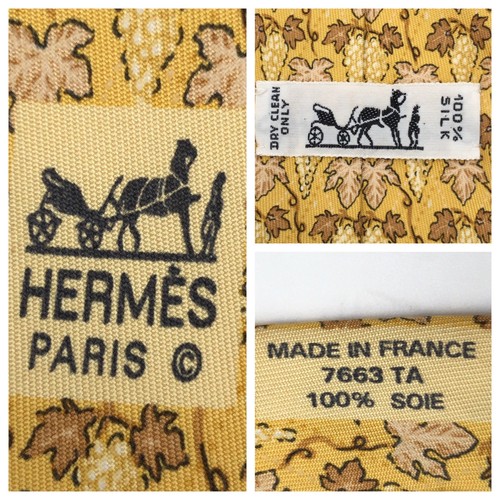 HERMÈS
PARIS ©
DRY CLEAN
ONLY
100%
SILK
MADE IN FRANCE
7663 TA
100% SOIE